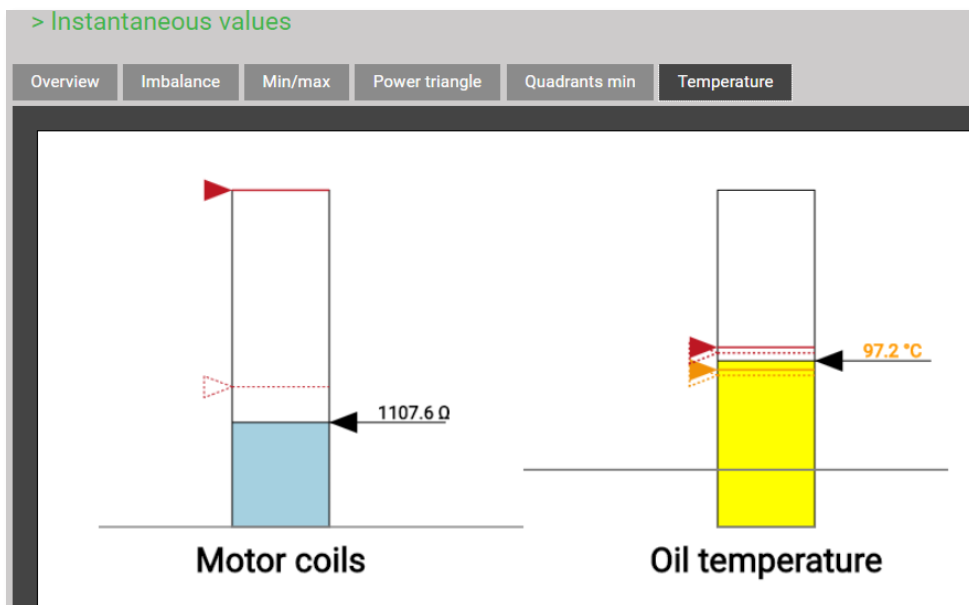 > Instantaneous values
Overview Imbalance Min/max Power triangle Quadrants min Temperature
97.2 °C
1107.6 Ω
Motor coils Oil temperature